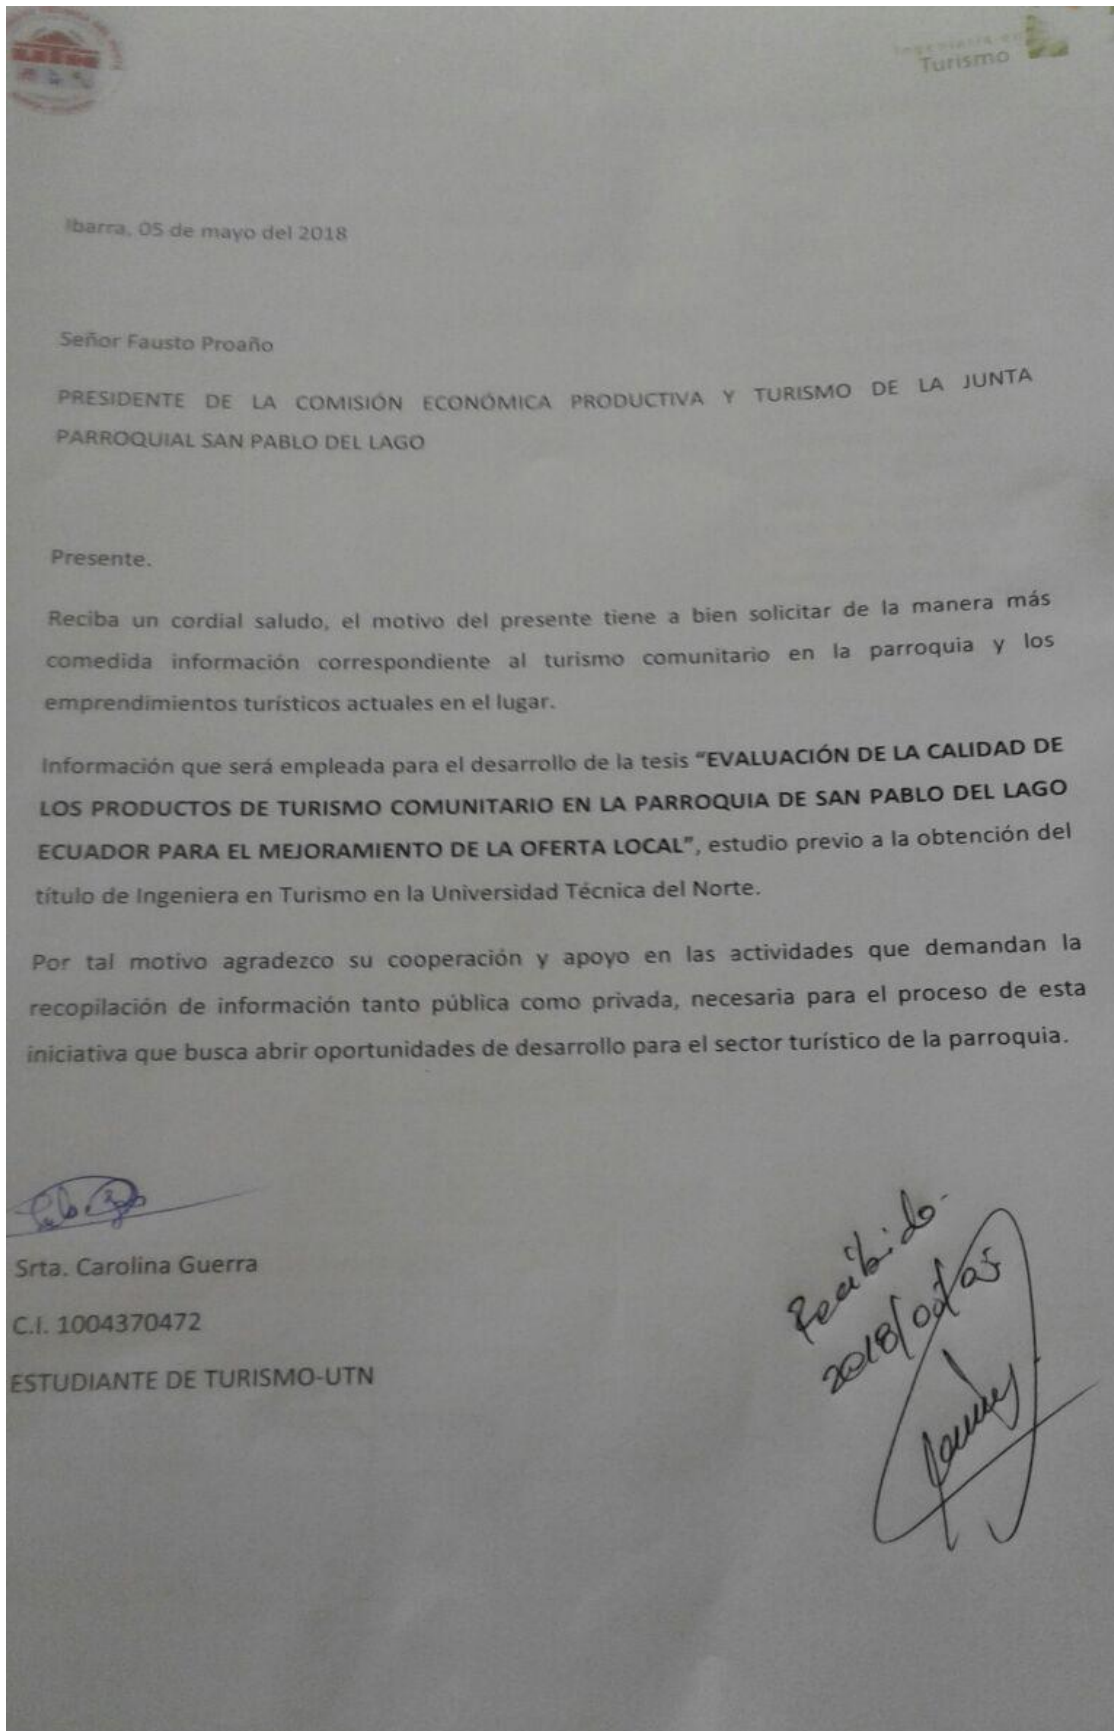 Ingeniería en
Turismo
Ibarra, 05 de mayo del 2018
Señor Fausto Proaño
PRESIDENTE DE LA COMISIÓN ECONÓMICA PRODUCTIVA Y TURISMO DE LA JUNTA
PARROQUIAL SAN PABLO DEL LAGO
Presente.
Reciba un cordial saludo, el motivo del presente tiene a bien solicitar de la manera más
comedida información correspondiente al turismo comunitario en la parroquia y los
emprendimientos turísticos actuales en el lugar.
Información que será empleada para el desarrollo de la tesis “EVALUACIÓN DE LA CALIDAD DE
LOS PRODUCTOS DE TURISMO COMUNITARIO EN LA PARROQUIA DE SAN PABLO DEL LAGO
ECUADOR PARA EL MEJORAMIENTO DE LA OFERTA LOCAL”, estudio previo a la obtención del
título de Ingeniera en Turismo en la Universidad Técnica del Norte.
Por tal motivo agradezco su cooperación y apoyo en las actividades que demandan la
recopilación de información tanto pública como privada, necesaria para el proceso de esta
iniciativa que busca abrir oportunidades de desarrollo para el sector turístico de la parroquia.
Srta. Carolina Guerra
C.I. 1004370472
ESTUDIANTE DE TURISMO-UTN
Recibido.